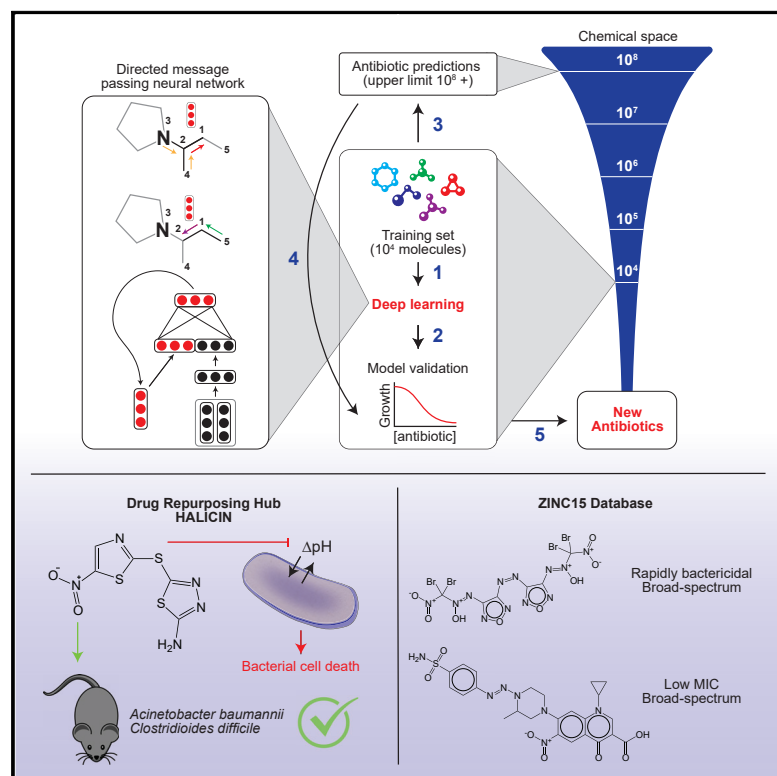 Directed message
passing neural network
3
N
2
1
5
4
3
N
2
1
5
4
Antibiotic predictions
(upper limit 10⁸ +)
3
4
Training set
(10⁴ molecules)
1
Deep learning
2
Model validation
Growth
[antibiotic]
5
Chemical space
10⁸
10⁷
10⁶
10⁵
10⁴
New
Antibiotics
Drug Repurposing Hub
HALICIN
N
S
S
O⁻
N⁺
O
S
N
N
H₂N
ΔpH
Bacterial cell death
Acinetobacter baumannii
Clostridioides difficile
ZINC15 Database
Br
O
Br
N⁺
O⁻
N
N⁺
OH
N
N
N
O
N
N
O
N
Br
Br
N
N⁺
OH
O⁻
N⁺
O
Rapidly bactericidal
Broad-spectrum
H₂N
O
S
O
N
N
N
N
O⁻
N⁺
O
N
O
O
OH
Low MIC
Broad-spectrum